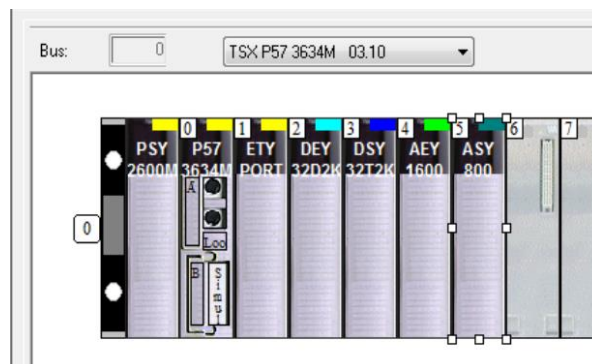 Bus: 0 TSX P57 3634M 03.10
0 1 2 3 4 5 6 7
PSY P57 ETY DEY DSY AEY ASY
2600M 3634M PORT 32D2K 32T2K 1600 800
A
Loo
0
B Simul